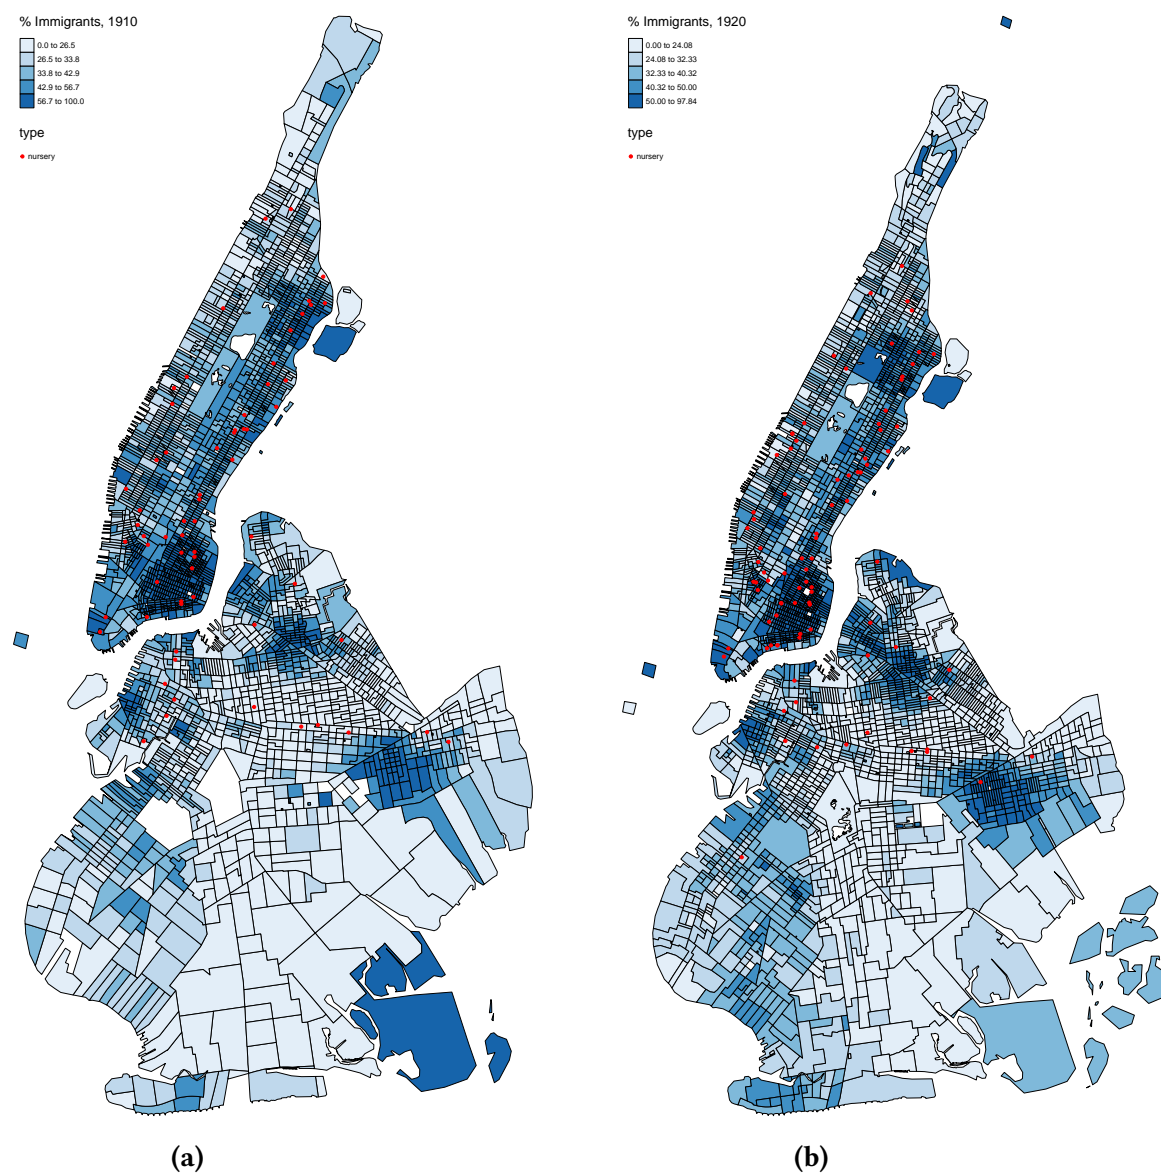 % Immigrants, 1910
0.0 to 26.5
26.5 to 33.8
33.8 to 42.9
42.9 to 56.7
56.7 to 100.0
type
nursery
% Immigrants, 1920
0.00 to 24.08
24.08 to 32.33
32.33 to 40.32
40.32 to 50.00
50.00 to 97.84
type
nursery
(a)
(b)